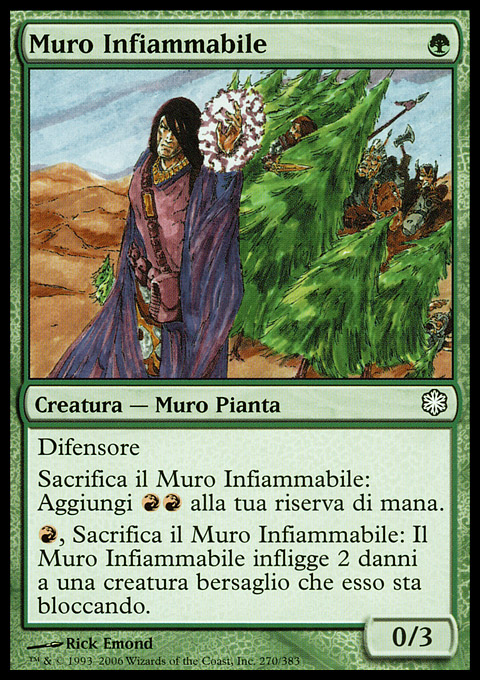 Muro Infiammabile
Creatura — Muro Pianta
Difensore
Sacrifica il Muro Infiammabile:
Aggiungi alla tua riserva di mana.
, Sacrifica il Muro Infiammabile: Il
Muro Infiammabile infligge 2 danni
a una creatura bersaglio che esso sta
bloccando.
Rick Emond
0/3
™ & © 1993–2006 Wizards of the Coast, Inc. 270/383